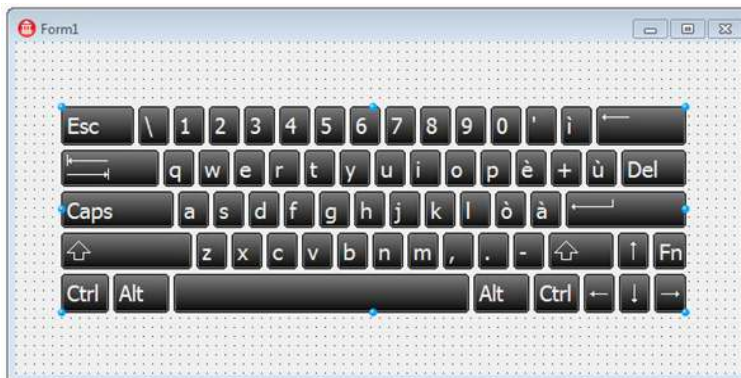 Form1
Esc \ 1 2 3 4 5 6 7 8 9 0 ' ì ←
q w e r t y u i o p è + ù Del
Caps a s d f g h j k l ò à
z x c v b n m , . - ↑ Fn
Ctrl Alt Alt Ctrl ← ↓ →